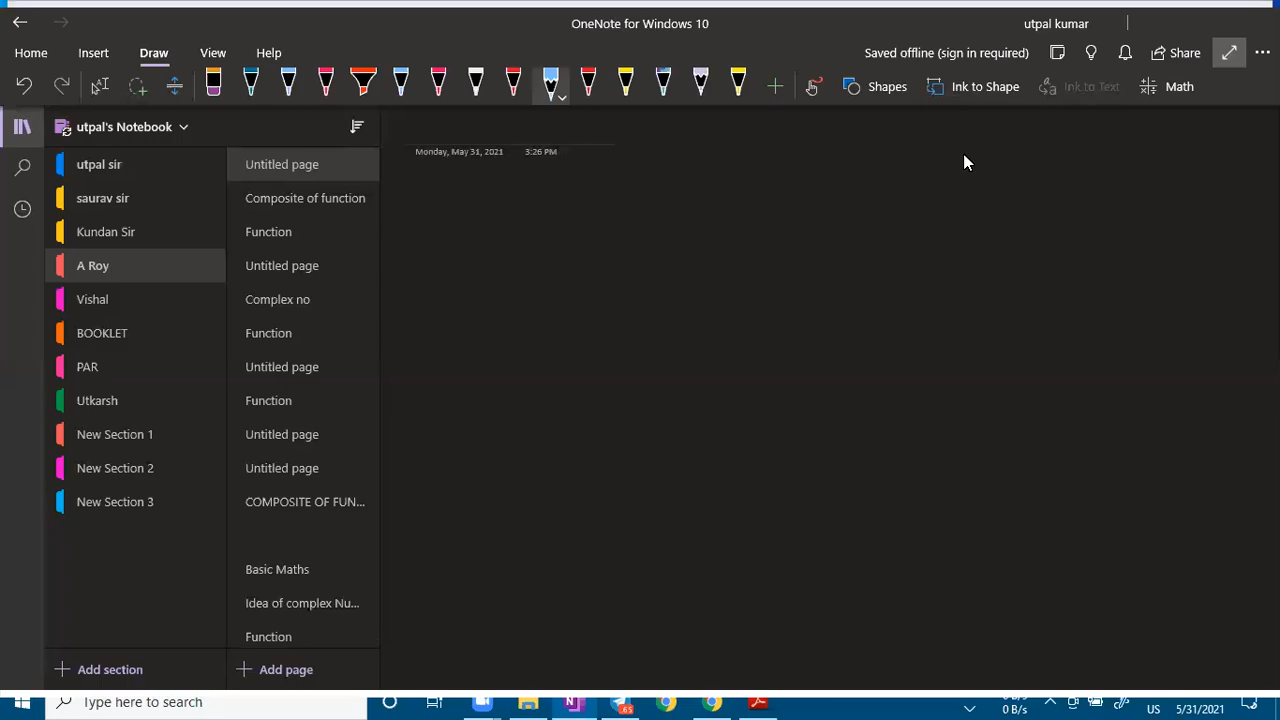 OneNote for Windows 10
utpal kumar
Home Insert Draw View Help
Saved offline (sign in required)
Share
Shapes
Ink to Shape
Ink to Text
Math
utpal's Notebook
utpal sir
saurav sir
Kundan Sir
A Roy
Vishal
BOOKLET
PAR
Utkarsh
New Section 1
New Section 2
New Section 3
Add section
Untitled page
Composite of function
Function
Untitled page
Complex no
Function
Untitled page
Function
Untitled page
Untitled page
COMPOSITE OF FUN...
Basic Maths
Idea of complex Nu...
Function
Add page
Monday, May 31, 2021 3:26 PM
Type here to search
65
0 B/s
0 B/s
US
5/31/2021